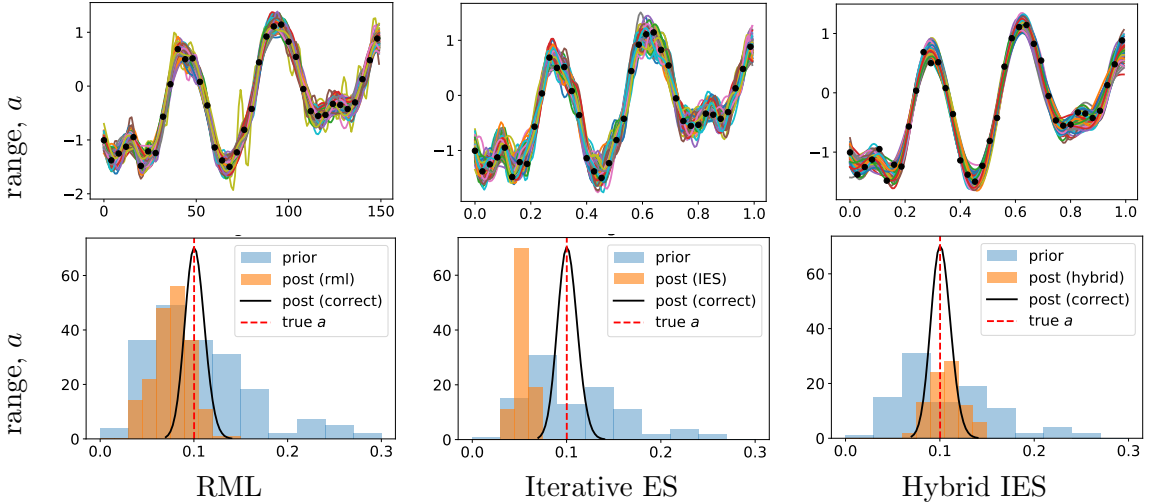 range, a
1
0
−1
−2
0
50
100
150
1
0
−1
0.0
0.2
0.4
0.6
0.8
1.0
1
0
−1
0.0
0.2
0.4
0.6
0.8
1.0
range, a
60
40
20
0
0.0
0.1
0.2
0.3
prior
post (rml)
post (correct)
true a
60
40
20
0
0.0
0.1
0.2
0.3
prior
post (IES)
post (correct)
true a
60
40
20
0
0.0
0.1
0.2
0.3
prior
post (hybrid)
post (correct)
true a
RML
Iterative ES
Hybrid IES